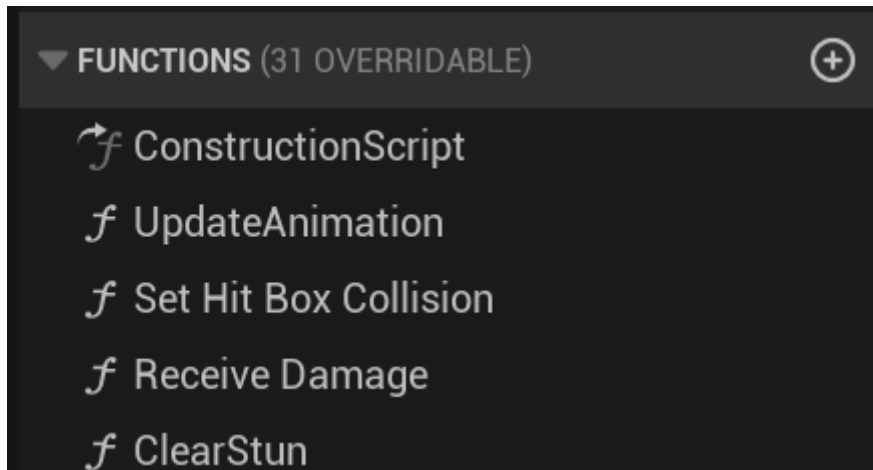 FUNCTIONS (31 OVERRIDABLE)
ConstructionScript
UpdateAnimation
Set Hit Box Collision
Receive Damage
ClearStun